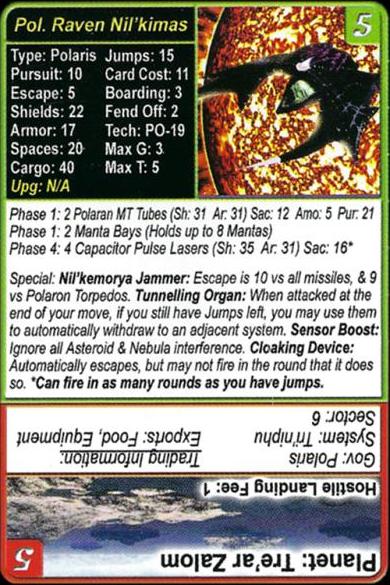 Pol. Raven Nil'kimas
5
Type: Polaris Jumps: 15
Pursuit: 10 Card Cost: 11
Escape: 5 Boarding: 3
Shields: 22 Fend Off: 2
Armor: 17 Tech: PO-19
Spaces: 20 Max G: 3
Cargo: 40 Max T: 5
Upg: N/A
Phase 1: 2 Polaran MT Tubes (Sh: 31 Ar: 31) Sac: 12 Amo: 5 Pur: 21
Phase 1: 2 Manta Bays (Holds up to 8 Mantas)
Phase 4: 4 Capacitor Pulse Lasers (Sh: 35 Ar: 31) Sac: 16*
Special: Nil'kemorya Jammer: Escape is 10 vs all missiles, & 9
vs Polaron Torpedos. Tunnelling Organ: When attacked at the
end of your move, if you still have Jumps left, you may use them
to automatically withdraw to an adjacent system. Sensor Boost:
Ignore all Asteroid & Nebula interference. Cloaking Device:
Automatically escapes, but may not fire in the round that it does
so. *Can fire in as many rounds as you have jumps.
Planet: Tre'ar Zalom
5
Hostile Landing Fee: 1
Gov: Polaris
System: Tri'niphu
Sector: 6
Trading Information:
Exports: Food, Equipment